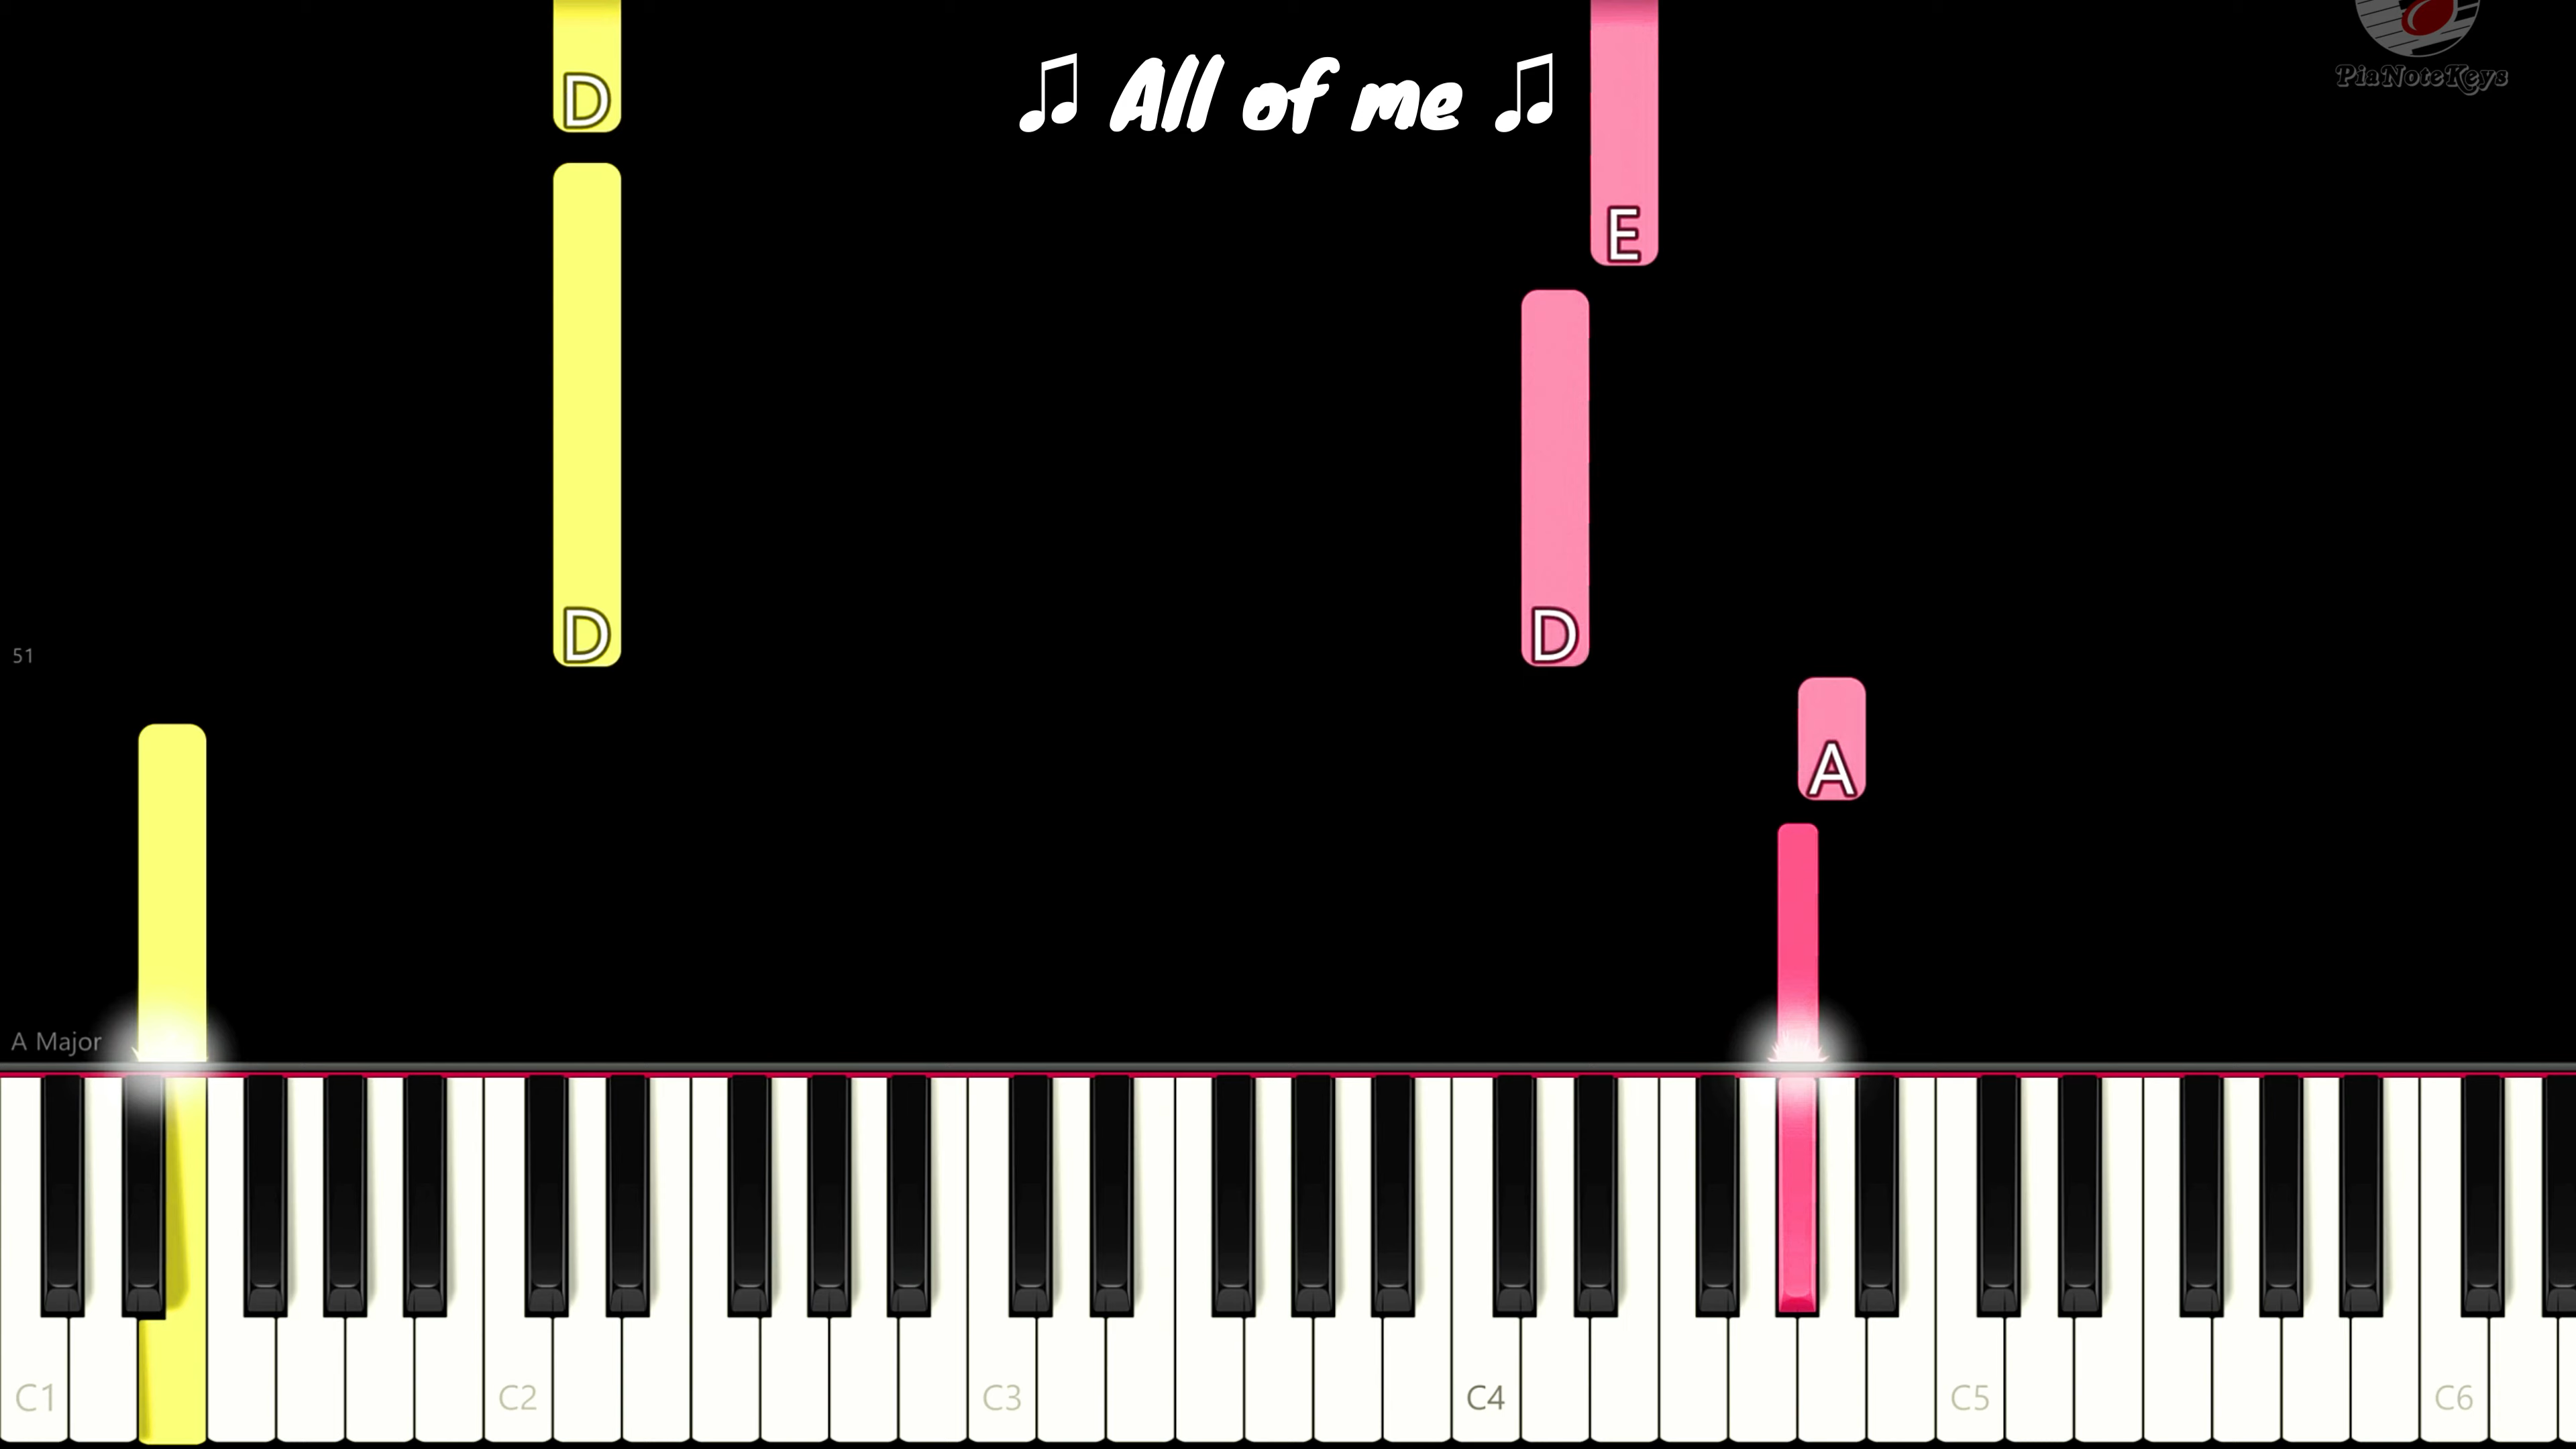 D
♫ All of me ♫
PiaNoteKeys
E
D
D
51
A
A Major
C1
C2
C3
C4
C5
C6